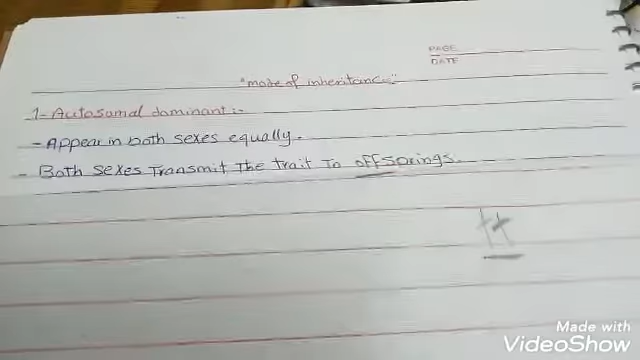 PAGE
DATE
"mode of inheritance:"
1- Autosomal dominant:-
- Appear in both sexes equally.
- Both sexes Transmit The trait To offsprings.
tt
Made with
VideoShow